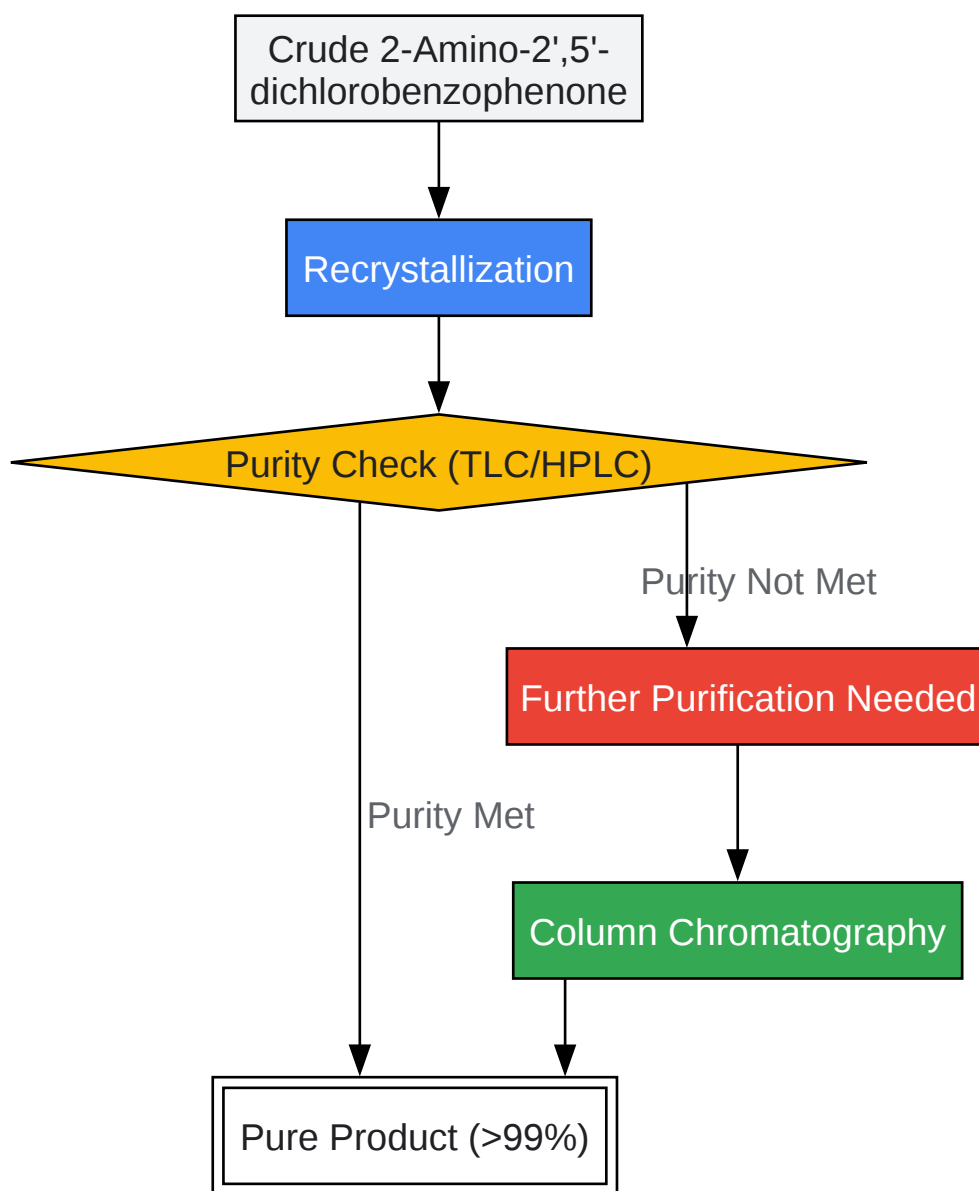 Crude 2-Amino-2',5'-
dichlorobenzophenone
Recrystallization
Purity Check (TLC/HPLC)
Purity Not Met
Further Purification Needed
Purity Met
Column Chromatography
Pure Product (>99%)